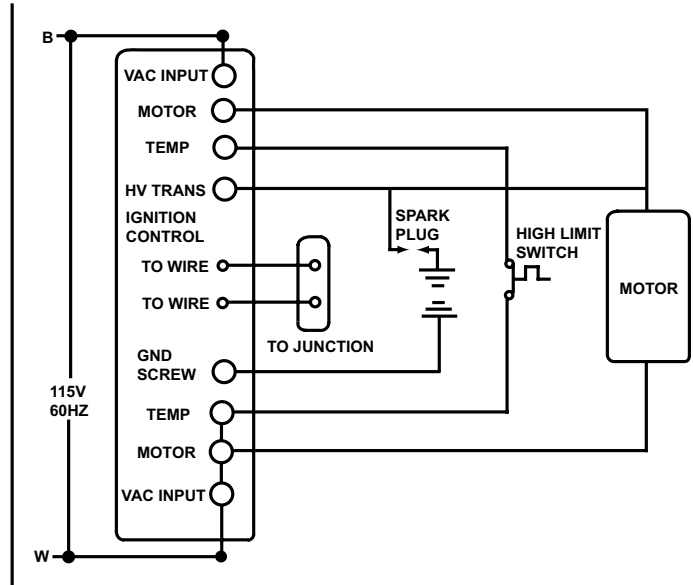 B
VAC INPUT
MOTOR
TEMP
HV TRANS
IGNITION
CONTROL
TO WIRE
TO WIRE
GND
SCREW
TEMP
MOTOR
VAC INPUT
W
115V
60HZ
TO JUNCTION
SPARK
PLUG
HIGH LIMIT
SWITCH
MOTOR